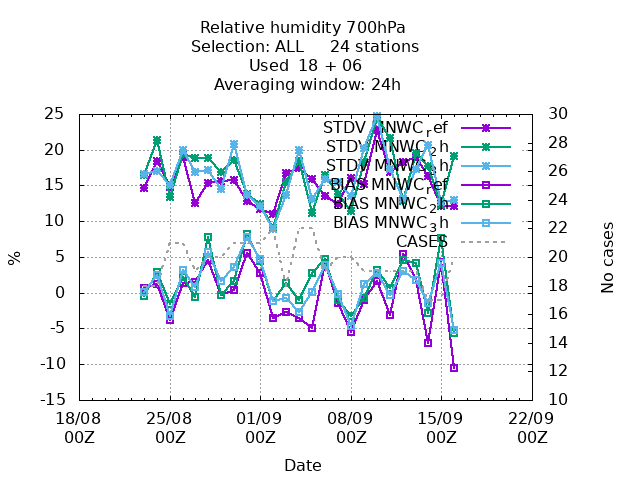 Relative humidity 700hPa
Selection: ALL     24 stations
Used  18 + 06
Averaging window: 24h
STDV MNWC_ref
STDV MNWC_2h
STDV MNWC_3h
BIAS MNWC_ref
BIAS MNWC_2h
BIAS MNWC_3h
CASES
25
20
15
10
5
0
-5
-10
-15
%
30
28
26
24
22
20
18
16
14
12
10
No cases
18/08 25/08 01/09 08/09 15/09 22/09
00Z 00Z 00Z 00Z 00Z 00Z
Date